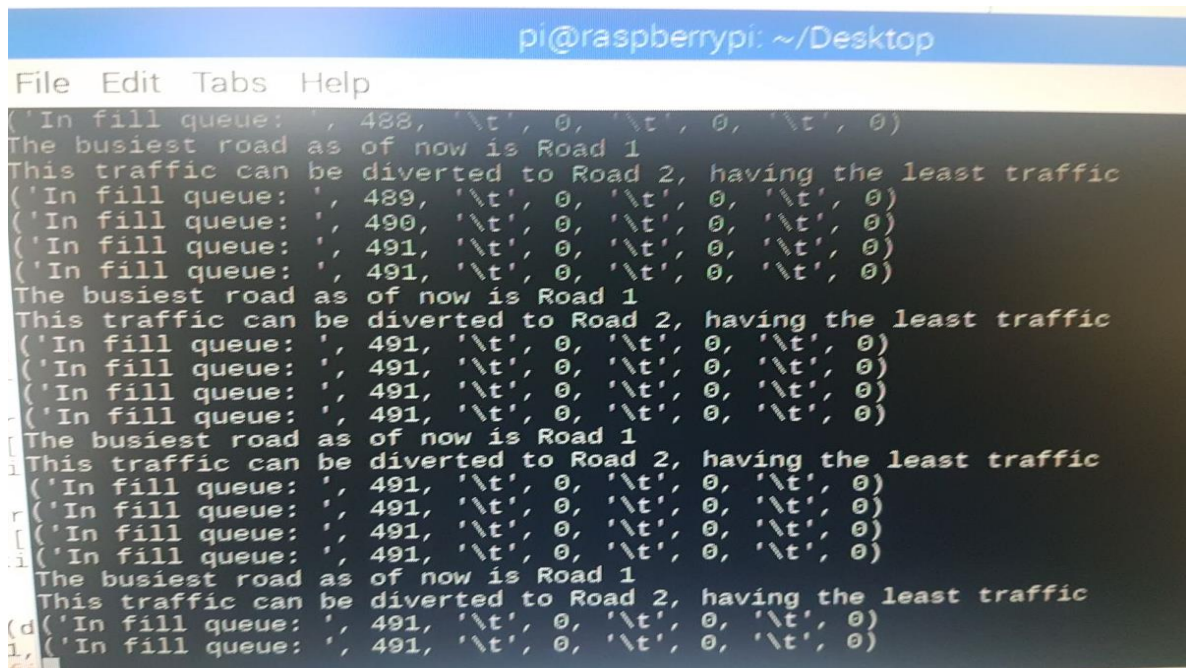 pi@raspberrypi: ~/Desktop
File Edit Tabs Help
('In fill queue: ', 488, '\t', 0, '\t', 0, '\t', 0)
The busiest road as of now is Road 1
This traffic can be diverted to Road 2, having the least traffic
('In fill queue: ', 489, '\t', 0, '\t', 0, '\t', 0)
('In fill queue: ', 490, '\t', 0, '\t', 0, '\t', 0)
('In fill queue: ', 491, '\t', 0, '\t', 0, '\t', 0)
('In fill queue: ', 491, '\t', 0, '\t', 0, '\t', 0)
The busiest road as of now is Road 1
This traffic can be diverted to Road 2, having the least traffic
('In fill queue: ', 491, '\t', 0, '\t', 0, '\t', 0)
('In fill queue: ', 491, '\t', 0, '\t', 0, '\t', 0)
('In fill queue: ', 491, '\t', 0, '\t', 0, '\t', 0)
('In fill queue: ', 491, '\t', 0, '\t', 0, '\t', 0)
The busiest road as of now is Road 1
This traffic can be diverted to Road 2, having the least traffic
('In fill queue: ', 491, '\t', 0, '\t', 0, '\t', 0)
('In fill queue: ', 491, '\t', 0, '\t', 0, '\t', 0)
('In fill queue: ', 491, '\t', 0, '\t', 0, '\t', 0)
('In fill queue: ', 491, '\t', 0, '\t', 0, '\t', 0)
The busiest road as of now is Road 1
This traffic can be diverted to Road 2, having the least traffic
('In fill queue: ', 491, '\t', 0, '\t', 0, '\t', 0)
('In fill queue: ', 491, '\t', 0, '\t', 0, '\t', 0)